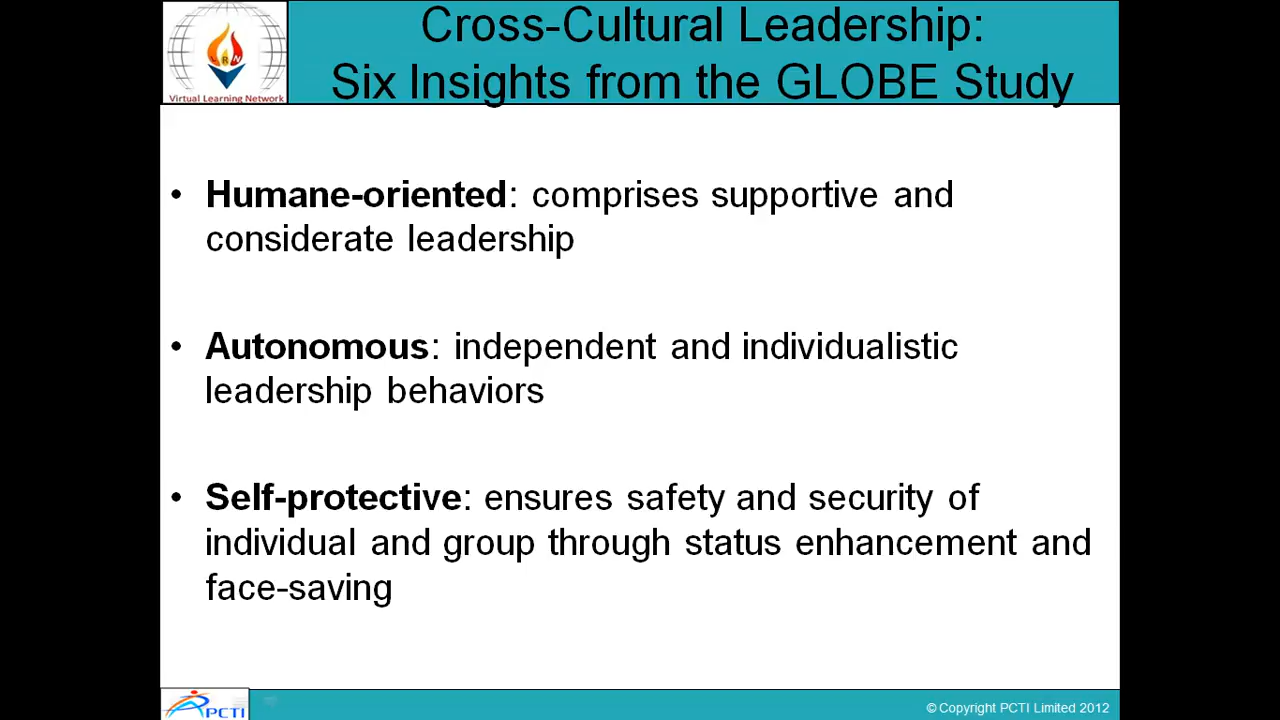 Cross-Cultural Leadership:
Six Insights from the GLOBE Study
LRN
Virtual Learning Network
• Humane-oriented: comprises supportive and
considerate leadership
• Autonomous: independent and individualistic
leadership behaviors
• Self-protective: ensures safety and security of
individual and group through status enhancement and
face-saving
PCTI
© Copyright PCTI Limited 2012